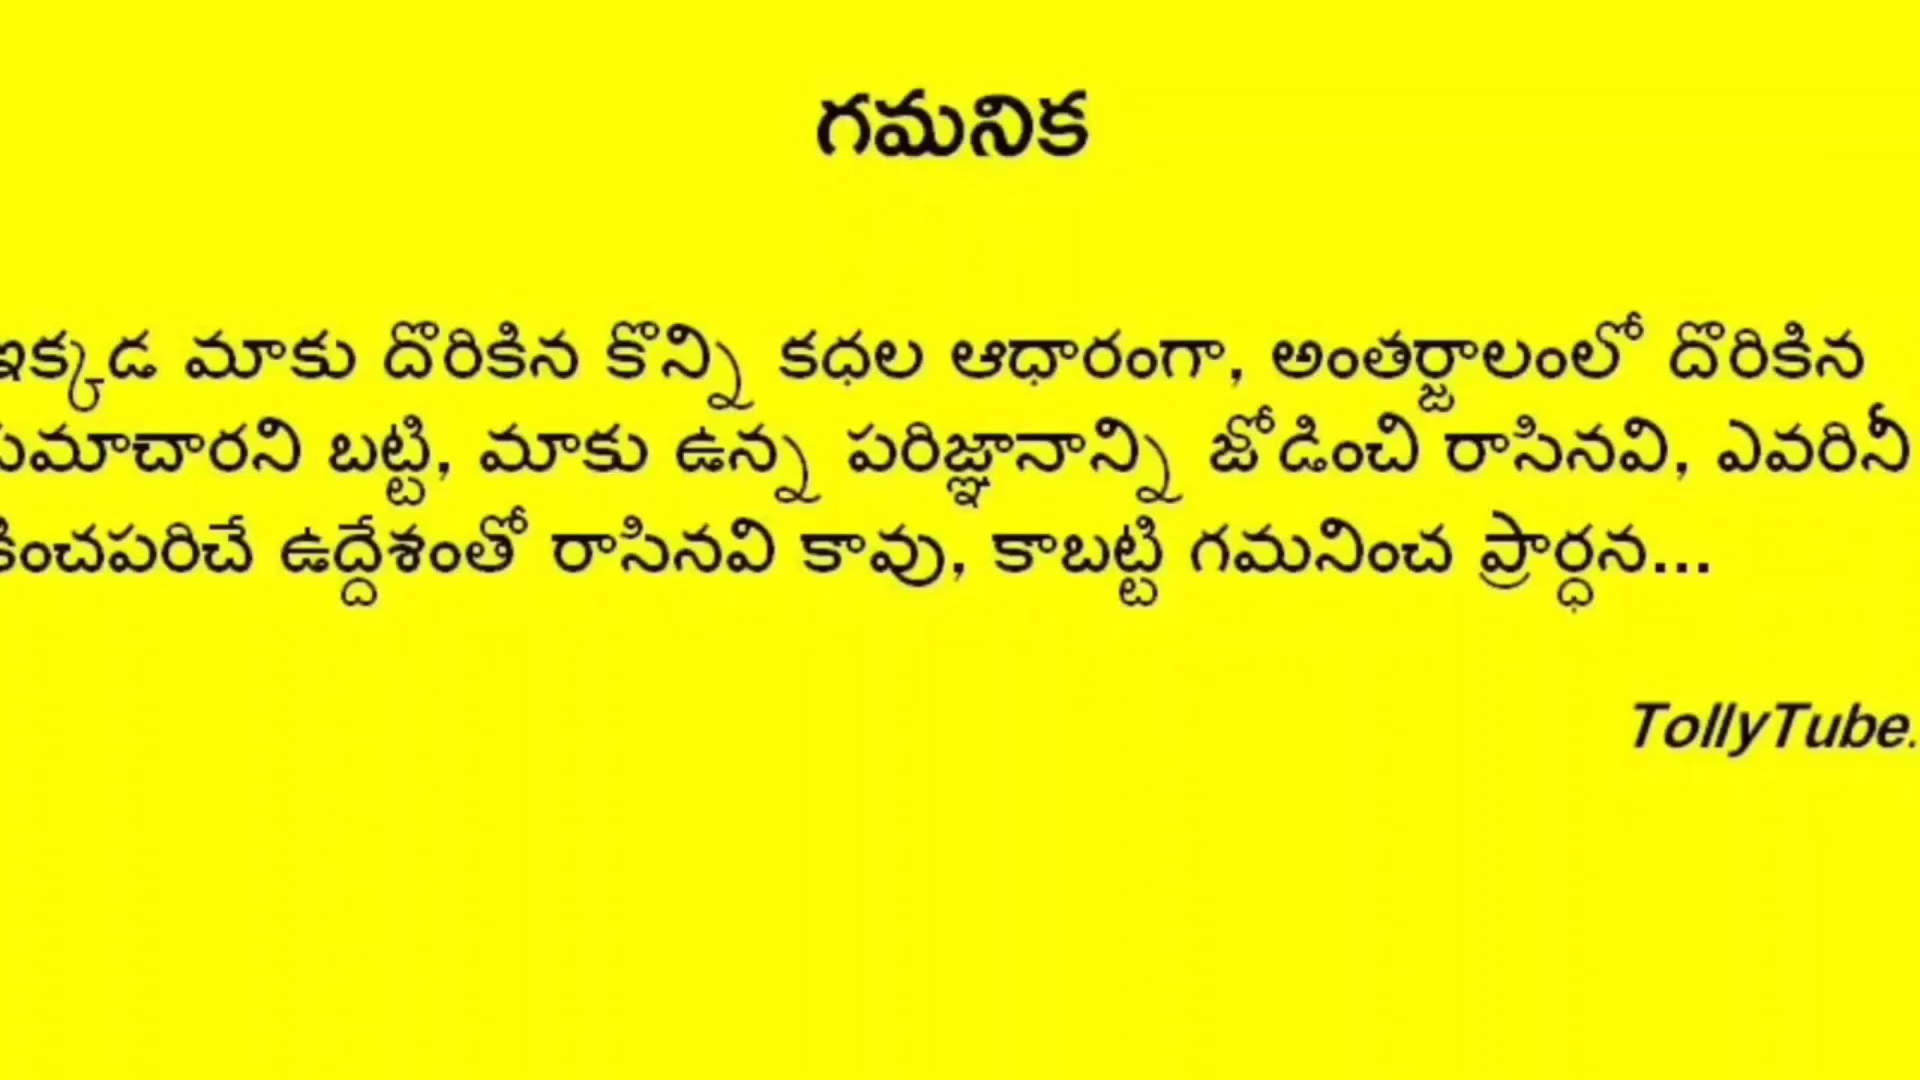 గమనిక
ఇక్కడ మాకు దొరికిన కొన్ని కధల ఆధారంగా, అంతర్జాలంలో దొరికిన
సమాచారని బట్టి, మాకు ఉన్న పరిజ్ఞానాన్ని జోడించి రాసినవి, ఎవరినీ
కించపరిచే ఉద్దేశంతో రాసినవి కావు, కాబట్టి గమనించ ప్రార్ధన...
TollyTube.